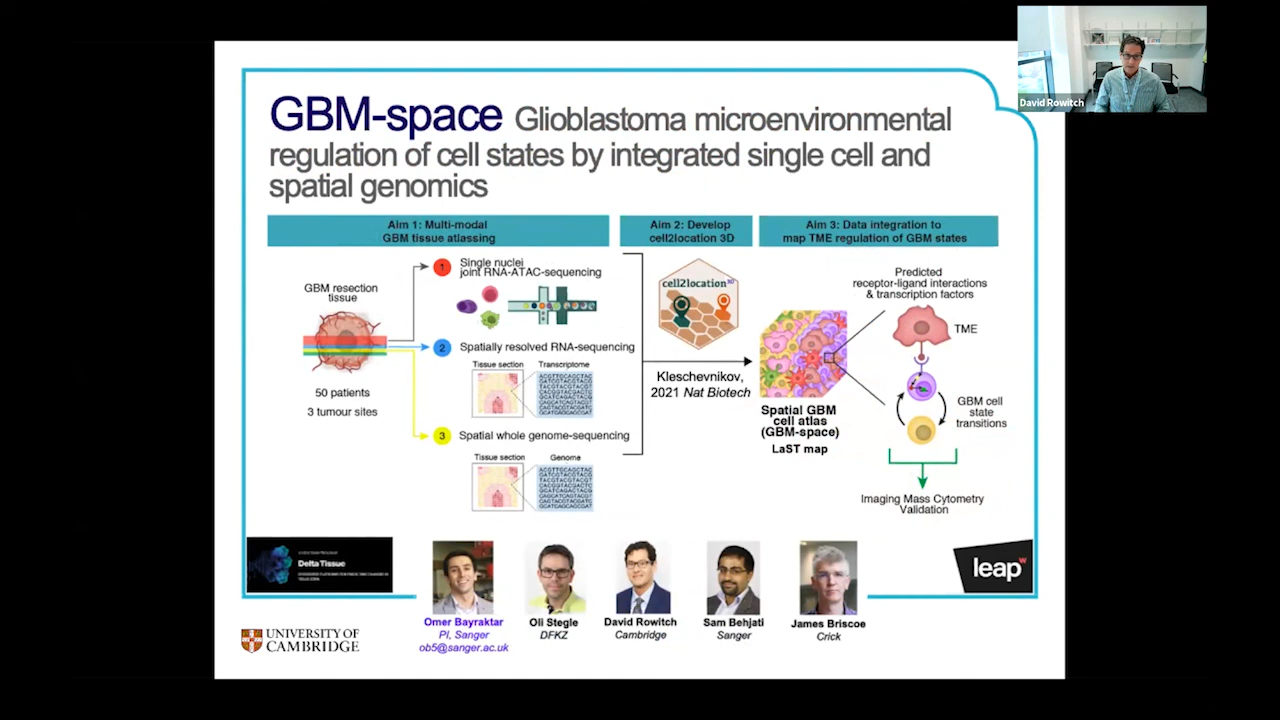 David Rowitch
GBM-space Glioblastoma microenvironmental
regulation of cell states by integrated single cell and
spatial genomics
Aim 1: Multi-modal
GBM tissue atlassing
Aim 2: Develop
cell2location 3D
Aim 3: Data integration to
map TME regulation of GBM states
GBM resection
tissue
50 patients
3 tumour sites
1
Single nuclei
joint RNA-ATAC-sequencing
2
Spatially resolved RNA-sequencing
Tissue section
Transcriptome
3
Spatial whole genome-sequencing
Tissue section
Genome
cell2location3D
Kleschevnikov,
2021 Nat Biotech
Spatial GBM
cell atlas
(GBM-space)
LaST map
Predicted
receptor-ligand interactions
& transcription factors
TME
GBM cell
state
transitions
Imaging Mass Cytometry
Validation
Delta Tissue
leap
UNIVERSITY OF
CAMBRIDGE
Omer Bayraktar
PI, Sanger
ob5@sanger.ac.uk
Oli Stegle
DFKZ
David Rowitch
Cambridge
Sam Behjati
Sanger
James Briscoe
Crick